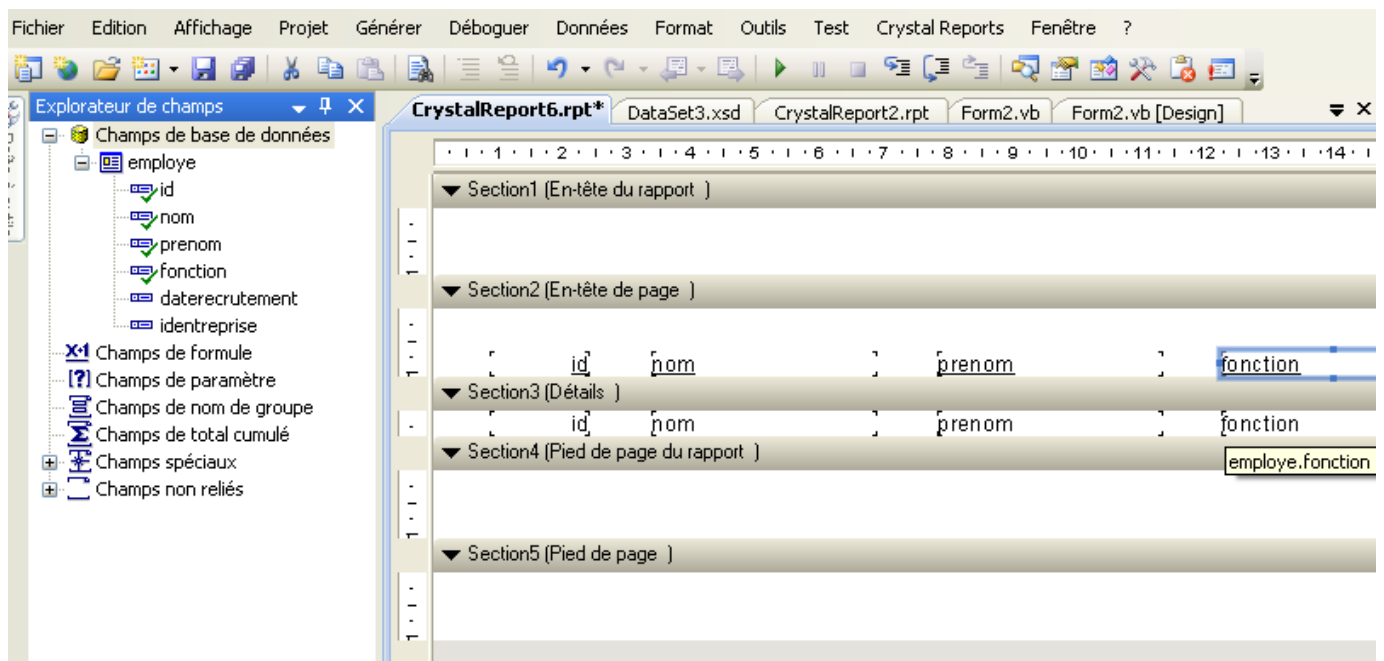 Fichier Edition Affichage Projet Générer Déboguer Données Format Outils Test Crystal Reports Fenêtre ?
Explorateur de champs
CrystalReport6.rpt* DataSet3.xsd CrystalReport2.rpt Form2.vb Form2.vb [Design]
Champs de base de données
employe
id
nom
prenom
fonction
daterecrutement
identreprise
Champs de formule
[?] Champs de paramètre
Champs de nom de groupe
Champs de total cumulé
Champs spéciaux
Champs non reliés
1 2 3 4 5 6 7 8 9 10 11 12 13 14
Section1 (En-tête du rapport )
Section2 (En-tête de page )
id nom prenom fonction
Section3 (Détails )
id nom prenom fonction
Section4 (Pied de page du rapport )
employe.fonction
Section5 (Pied de page )